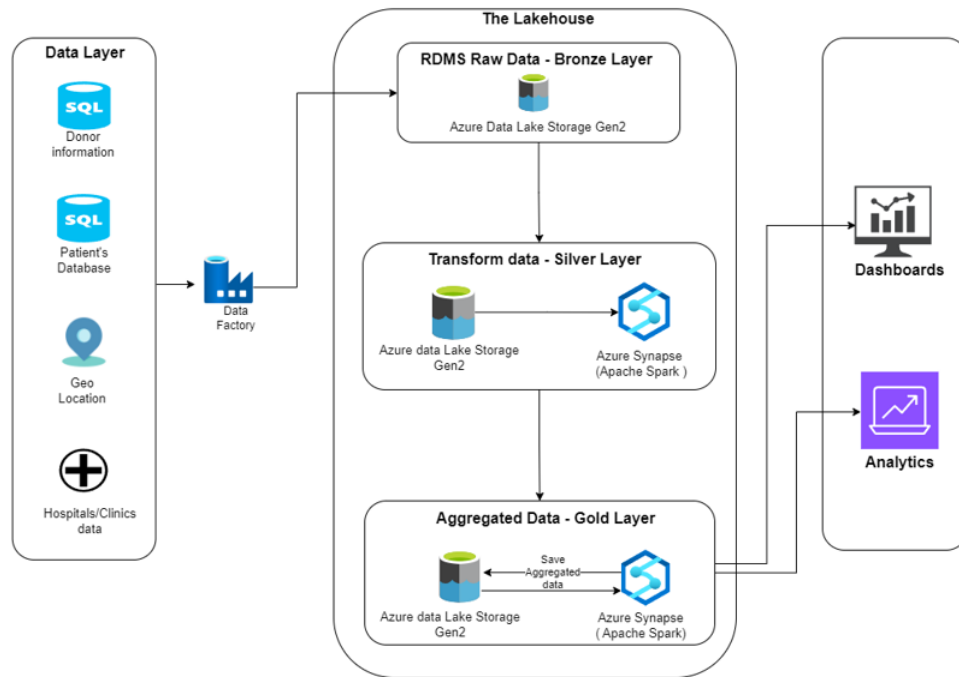 The Lakehouse
Data Layer
SQL
Donor
information
SQL
Patient's
Database
Geo
Location
Hospitals/Clinics
data
Data
Factory
RDMS Raw Data - Bronze Layer
Azure Data Lake Storage Gen2
Transform data - Silver Layer
Azure data Lake Storage
Gen2
Azure Synapse
(Apache Spark )
Aggregated Data - Gold Layer
Save
Aggregated
data
Azure data Lake Storage
Gen2
Azure Synapse
( Apache Spark)
Dashboards
Analytics